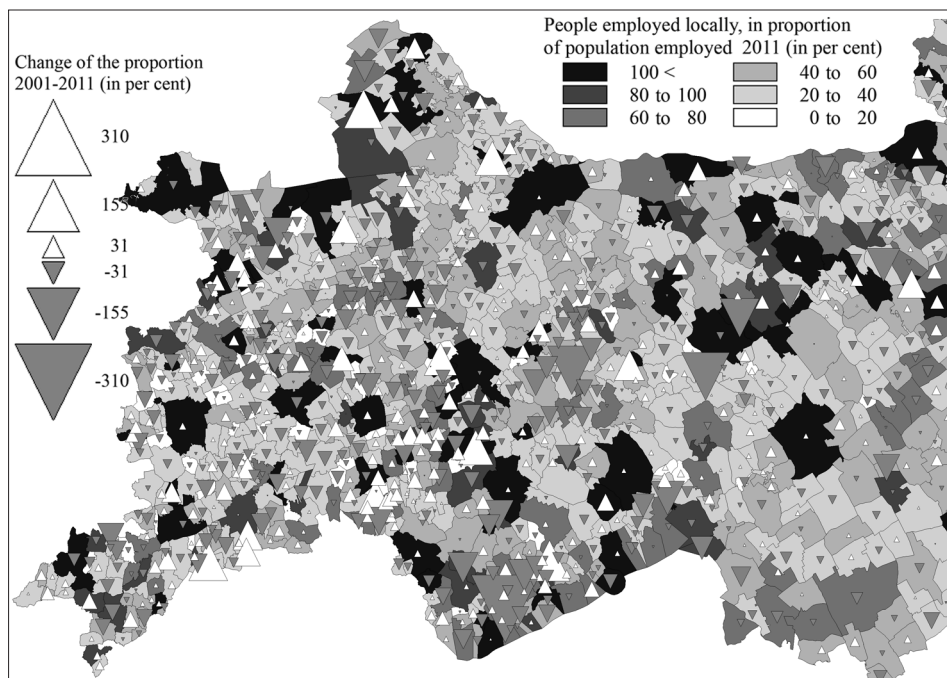 Change of the proportion
2001-2011 (in per cent)
310
155
31
-31
-155
-310
People employed locally, in proportion
of population employed 2011 (in per cent)
100 <
80 to 100
60 to 80
40 to 60
20 to 40
0 to 20